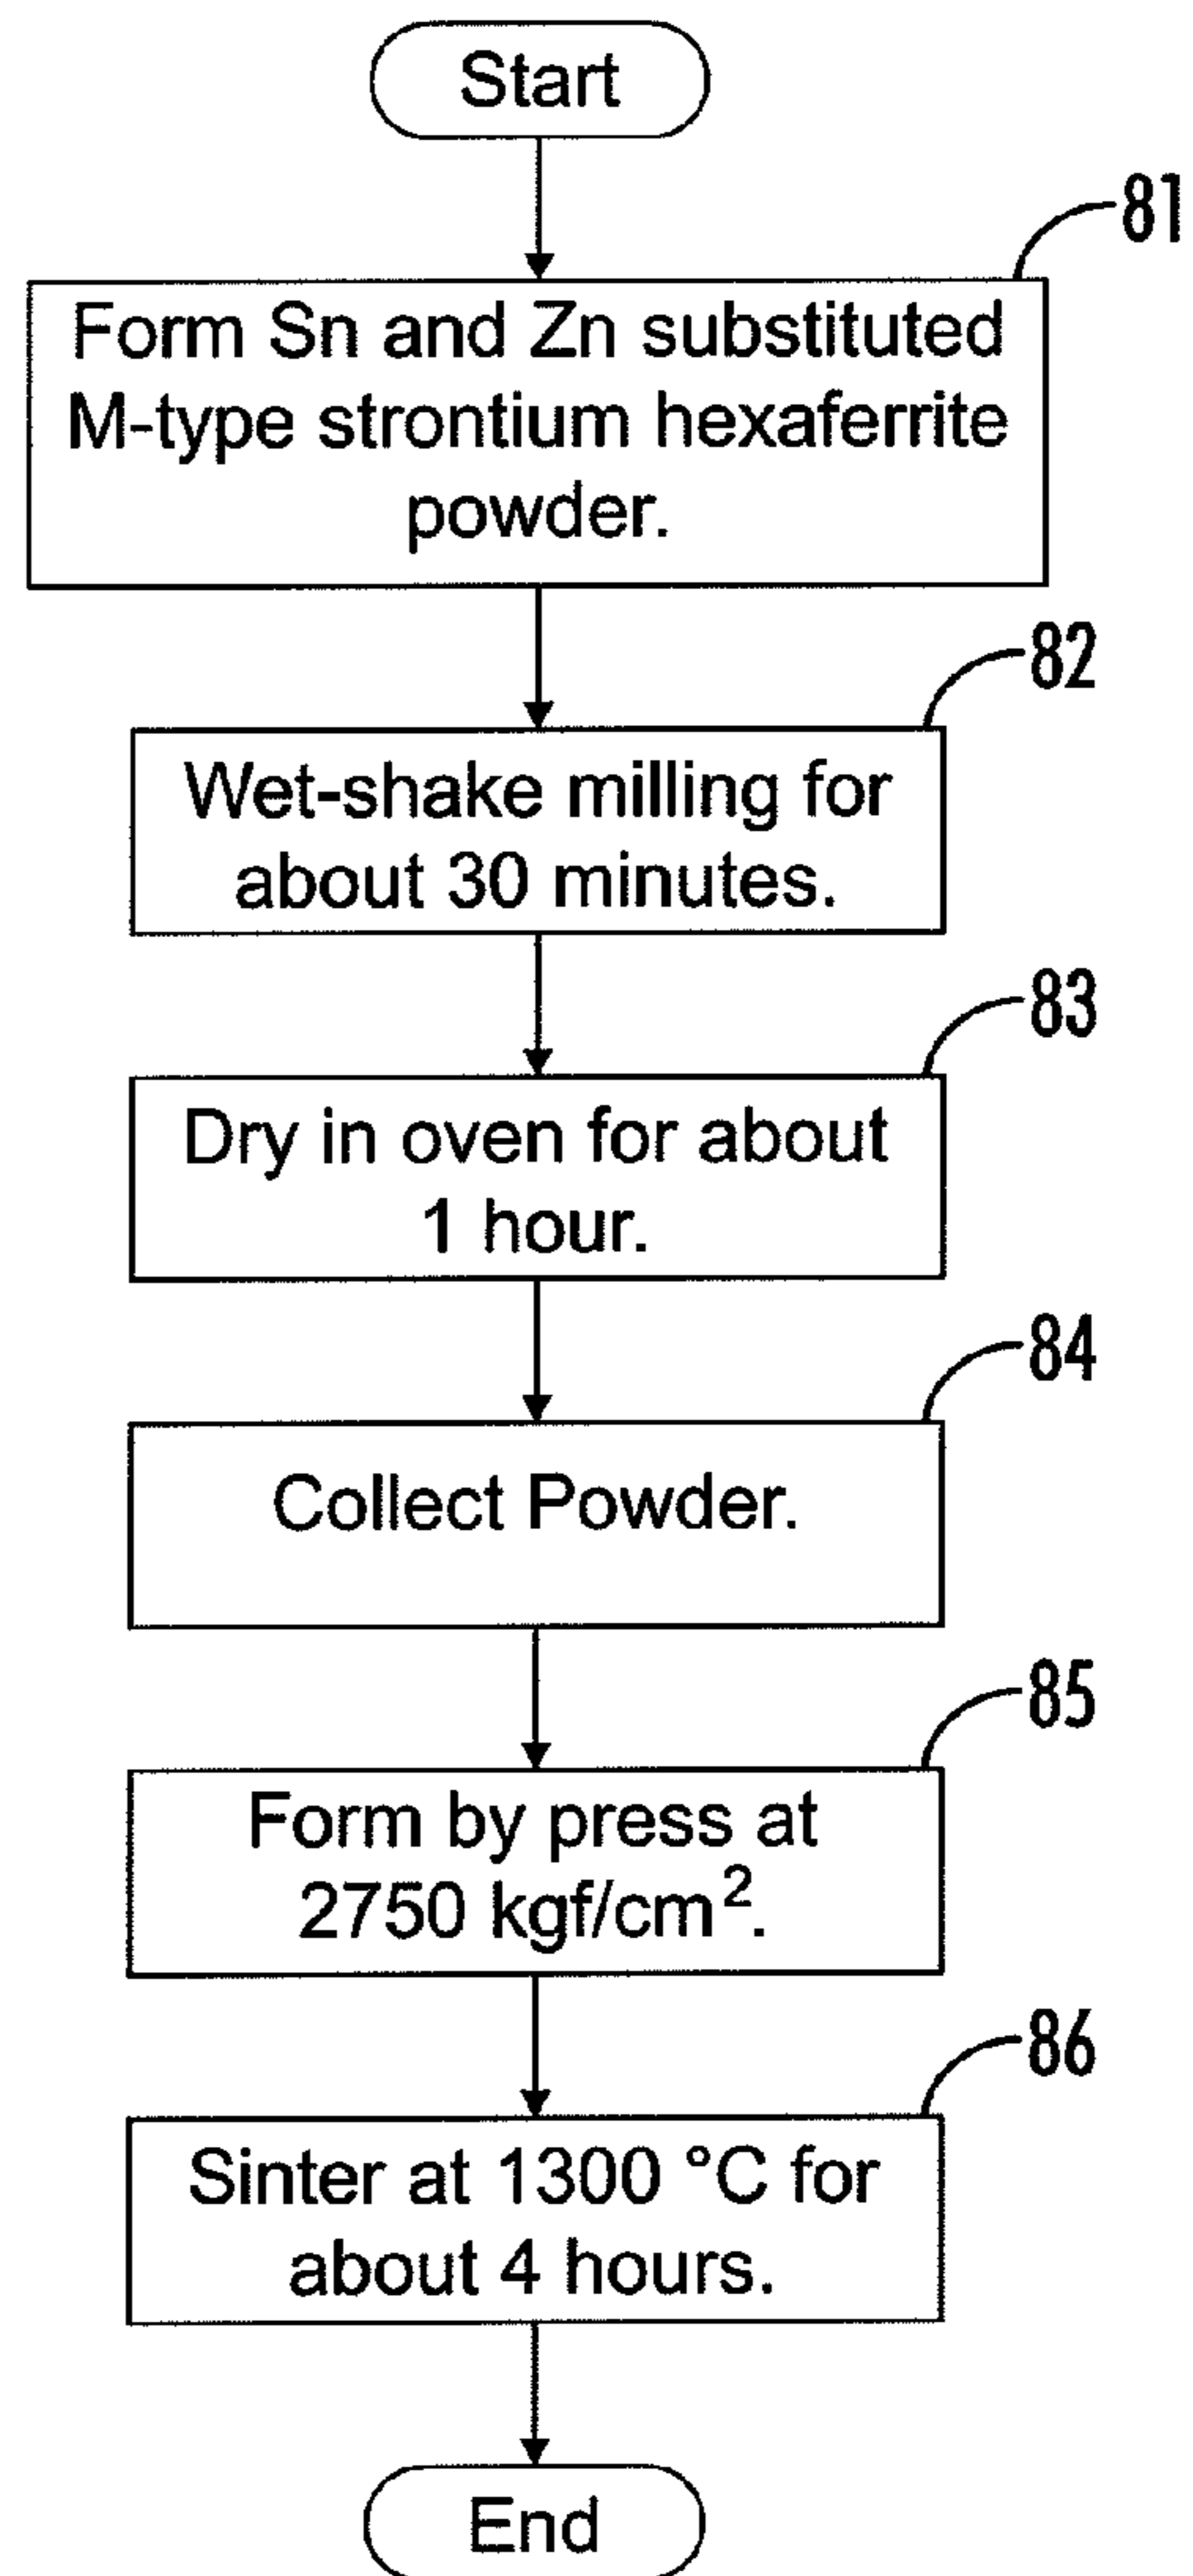 Start
81
Form Sn and Zn substituted
M-type strontium hexaferrite
powder.
82
Wet-shake milling for
about 30 minutes.
83
Dry in oven for about
1 hour.
84
Collect Powder.
85
Form by press at
2750 kgf/cm².
86
Sinter at 1300 °C for
about 4 hours.
End